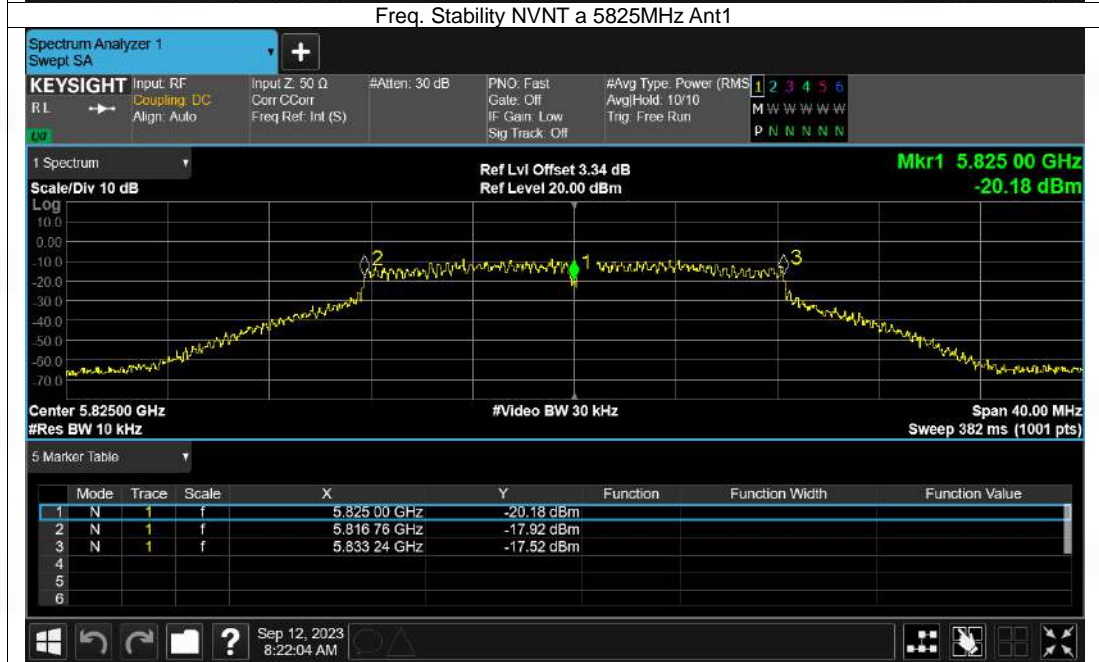 Freq. Stability NVNT a 5825MHz Ant1
Spectrum Analyzer 1
Swept SA
+
KEYSIGHT Input: RF Input Z: 50 Ω #Atten: 30 dB PNO: Fast #Avg Type: Power (RMS 1 2 3 4 5 6
R L Coupling: DC Corr CCorr Gate: Off Avg|Hold: 10/10 M W W W W W
Align: Auto Freq Ref: Int (S) IF Gain: Low Trig: Free Run
Sig Track: Off P N N N N N
LXI
1 Spectrum Ref Lvl Offset 3.34 dB Mkr1 5.825 00 GHz
Scale/Div 10 dB Ref Level 20.00 dBm -20.18 dBm
Log
10.0
0.00
-10.0
-20.0
-30.0
-40.0
-50.0
-60.0
-70.0
2 1 3
Center 5.82500 GHz #Video BW 30 kHz Span 40.00 MHz
#Res BW 10 kHz Sweep 382 ms (1001 pts)
5 Marker Table
Mode Trace Scale X Y Function Function Width Function Value
1 N 1 f 5.825 00 GHz -20.18 dBm
2 N 1 f 5.816 76 GHz -17.92 dBm
3 N 1 f 5.833 24 GHz -17.52 dBm
4
5
6
? Sep 12, 2023
8:22:04 AM